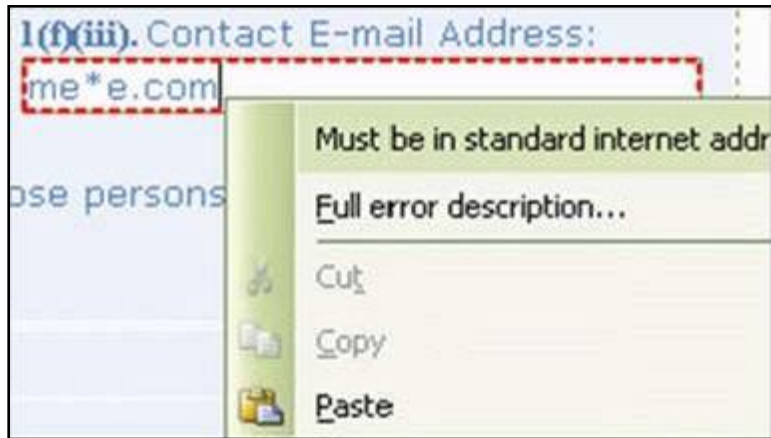 1(f)(iii). Contact E-mail Address:
me*e.com
Must be in standard internet addr
ose persons
Full error description...
Cut
Copy
Paste